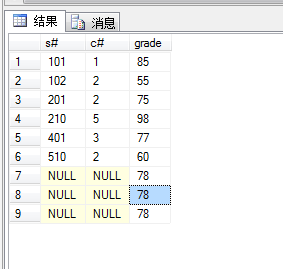 结果 消息
s# c# grade
1 101 1 85
2 102 2 55
3 201 2 75
4 210 5 98
5 401 3 77
6 510 2 60
7 NULL NULL 78
8 NULL NULL 78
9 NULL NULL 78